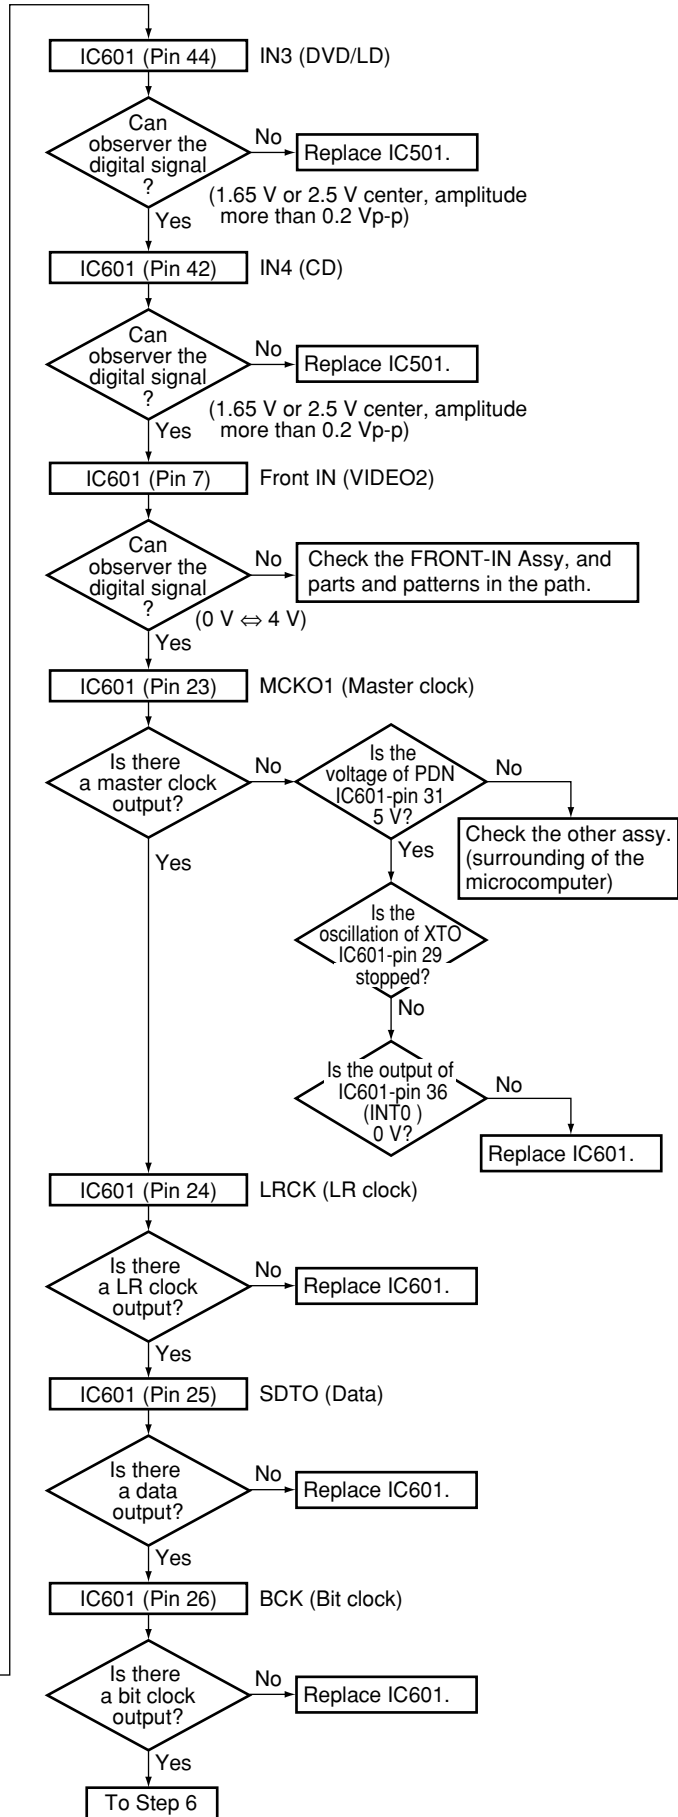 IC601 (Pin 44) IN3 (DVD/LD)
Can
observer the
digital signal
?
No
Replace IC501.
(1.65 V or 2.5 V center, amplitude
more than 0.2 Vp-p)
Yes
IC601 (Pin 42) IN4 (CD)
Can
observer the
digital signal
?
No
Replace IC501.
(1.65 V or 2.5 V center, amplitude
more than 0.2 Vp-p)
Yes
IC601 (Pin 7) Front IN (VIDEO2)
Can
observer the
digital signal
?
No
Check the FRONT-IN Assy, and
parts and patterns in the path.
(0 V ⇔ 4 V)
Yes
IC601 (Pin 23) MCKO1 (Master clock)
Is there
a master clock
output?
No
Is the
voltage of PDN
IC601-pin 31
5 V?
No
Check the other assy.
(surrounding of the
microcomputer)
Yes
Yes
Is the
oscillation of XTO
IC601-pin 29
stopped?
No
Is the output of
IC601-pin 36
(INT0 )
0 V?
No
Replace IC601.
IC601 (Pin 24) LRCK (LR clock)
Is there
a LR clock
output?
No
Replace IC601.
Yes
IC601 (Pin 25) SDTO (Data)
Is there
a data
output?
No
Replace IC601.
Yes
IC601 (Pin 26) BCK (Bit clock)
Is there
a bit clock
output?
No
Replace IC601.
Yes
To Step 6